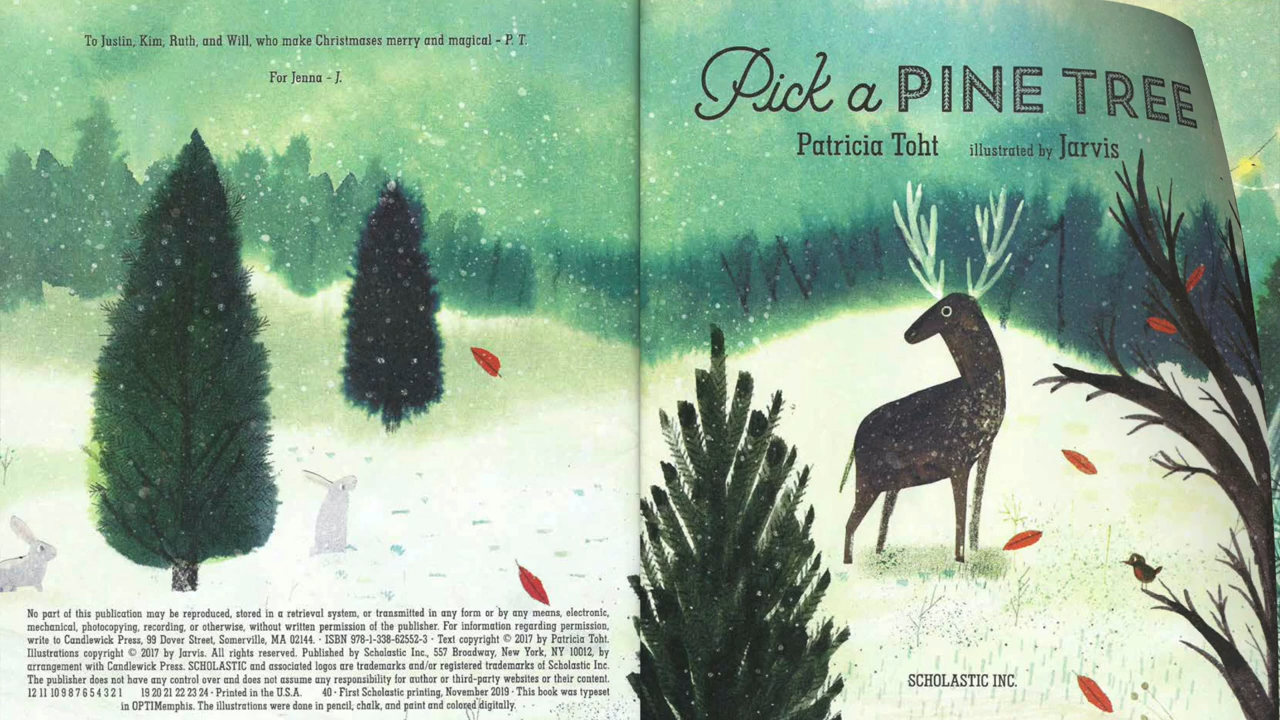 To Justin, Kim, Ruth, and Will, who make Christmases merry and magical – P. T.
For Jenna – J.
No part of this publication may be reproduced, stored in a retrieval system, or transmitted in any form or by any means, electronic,
mechanical, photocopying, recording, or otherwise, without written permission of the publisher. For information regarding permission,
write to Candlewick Press, 99 Dover Street, Somerville, MA 02144. · ISBN 978-1-338-62552-3 · Text copyright © 2017 by Patricia Toht.
Illustrations copyright © 2017 by Jarvis. All rights reserved. Published by Scholastic Inc., 557 Broadway, New York, NY 10012, by
arrangement with Candlewick Press. SCHOLASTIC and associated logos are trademarks and/or registered trademarks of Scholastic Inc.
The publisher does not have any control over and does not assume any responsibility for author or third-party websites or their content.
12 11 10 9 8 7 6 5 4 3 2 1 19 20 21 22 23 24 · Printed in the U.S.A. 40 · First Scholastic printing, November 2019 · This book was typeset
in OPTIMemphis. The illustrations were done in pencil, chalk, and paint and colored digitally.
Pick a PINE TREE
Patricia Toht illustrated by Jarvis
SCHOLASTIC INC.